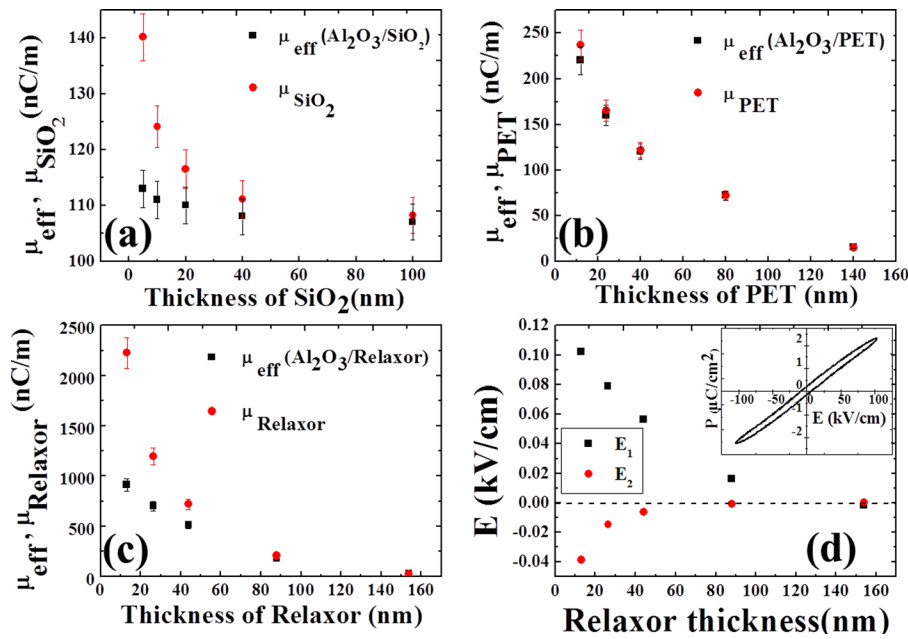 140
130
120
110
100
μeff, μSiO2(nC/m)
μeff(Al2O3/SiO2)
μSiO2
(a)
0 20 40 60 80 100
Thickness of SiO2(nm)
250
200
150
100
50
0
μeff, μPET(nC/m)
μeff(Al2O3/PET)
μPET
(b)
0 20 40 60 80 100 120 140 160
Thickness of PET (nm)
2500
2000
1500
1000
500
0
μeff, μRelaxor (nC/m)
μeff(Al2O3/Relaxor)
μRelaxor
(c)
0 20 40 60 80 100 120 140 160
Thickness of Relaxor (nm)
0.12
0.10
0.08
0.06
0.04
0.02
0.00
-0.02
-0.04
E (kV/cm)
E1
E2
P (μC/cm2)
2
1
-1
-2
-100 -50 0 50 100
E (kV/cm)
(d)
0 20 40 60 80 100 120 140 160
Relaxor thickness(nm)